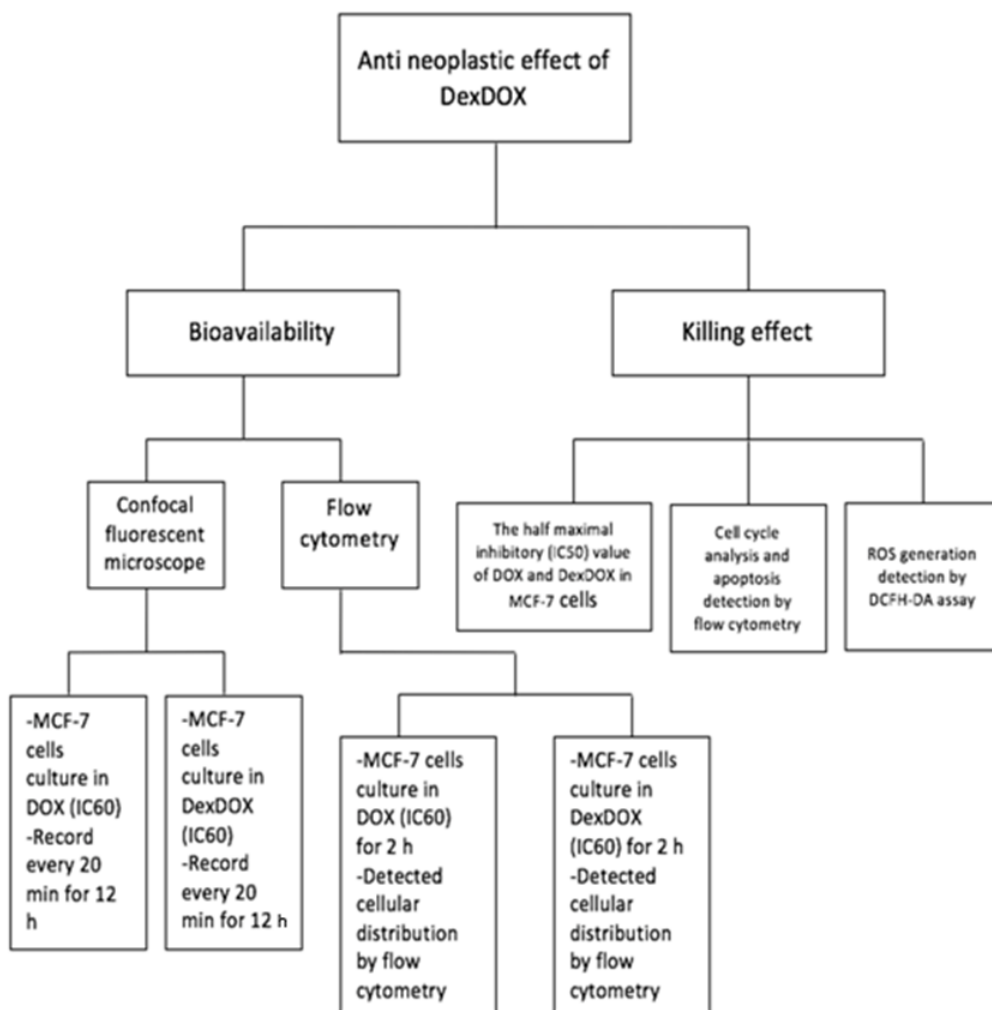 Anti neoplastic effect of
DexDOX
Bioavailability
Killing effect
Confocal
fluorescent
microscope
Flow
cytometry
The half maximal
inhibitory (IC50) value
of DOX and DexDOX in
MCF-7 cells
Cell cycle
analysis and
apoptosis
detection by
flow cytometry
ROS generation
detection by
DCFH-DA assay
-MCF-7
cells
culture in
DOX (IC60)
-Record
every 20
min for 12
h
-MCF-7
cells
culture in
DexDOX
(IC60)
-Record
every 20
min for 12 h
-MCF-7 cells
culture in
DOX (IC60)
for 2 h
-Detected
cellular
distribution
by flow
cytometry
-MCF-7 cells
culture in
DexDOX
(IC60) for 2 h
-Detected
cellular
distribution
by flow
cytometry